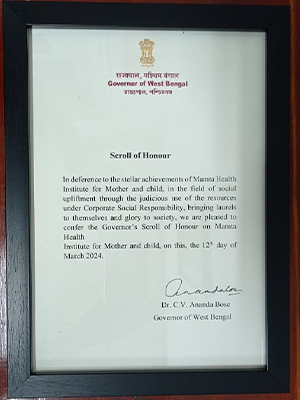 राज्यपाल, पश्चिम बंगाल
Governor of West Bengal
রাজ্যপাল, পশ্চিমবঙ্গ
Scroll of Honour
In deference to the stellar achievements of Mamta Health
Institute for Mother and child, in the field of social
upliftment through the judicious use of the resources
under Corporate Social Responsibility, bringing laurels
to themselves and glory to society, we are pleased to
confer the Governor's Scroll of Honour on Mamta
Health
Institute for Mother and child, on this, the 12th day of
March 2024.
Dr. C.V. Ananda Bose
Governor of West Bengal